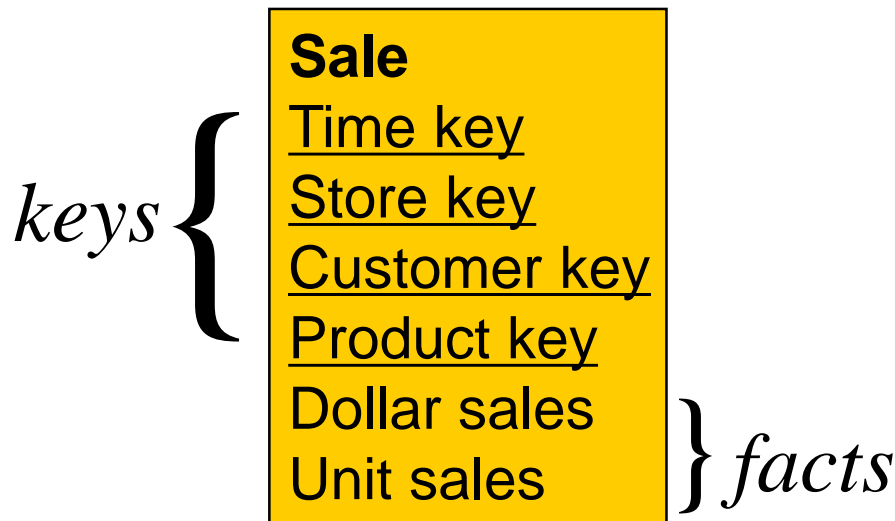 Sale
Time key
Store key
keys
Customer key
Product key
Dollar sales
Unit sales
facts